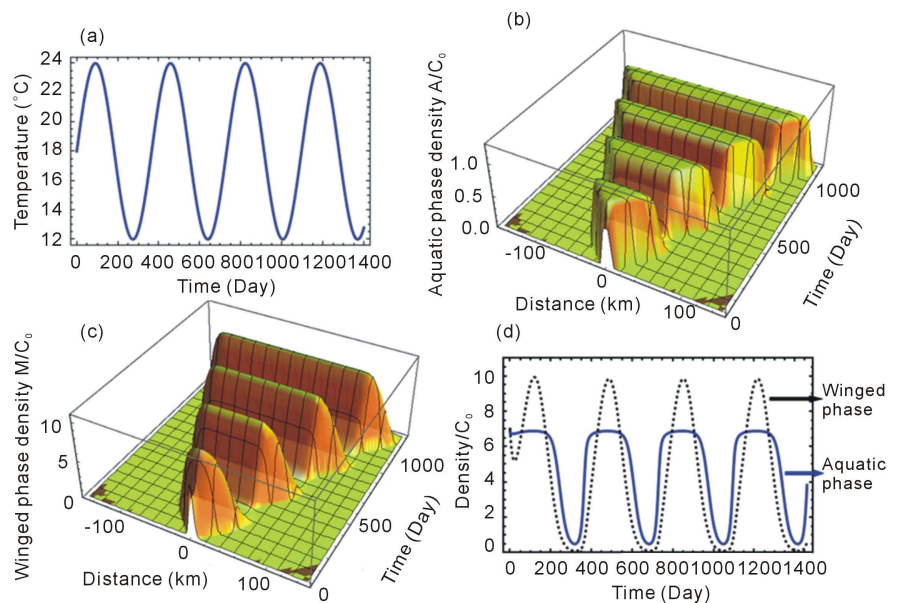 (a)
24
22
20
18
16
14
12
Temperature (°C)
0 200 400 600 800 1000 1200 1400
Time (Day)
(b)
Aquatic phase density A/C₀
1.0
0.5
0.0
-100
0
100
Distance (km)
0
500
1000
Time (Day)
(c)
Winged phase density M/C₀
10
5
0
-100
0
100
Distance (km)
0
500
1000
Time (Day)
(d)
Density/C₀
10
8
6
4
2
0
0 200 400 600 800 1000 1200 1400
Time (Day)
Winged
phase
Aquatic
phase